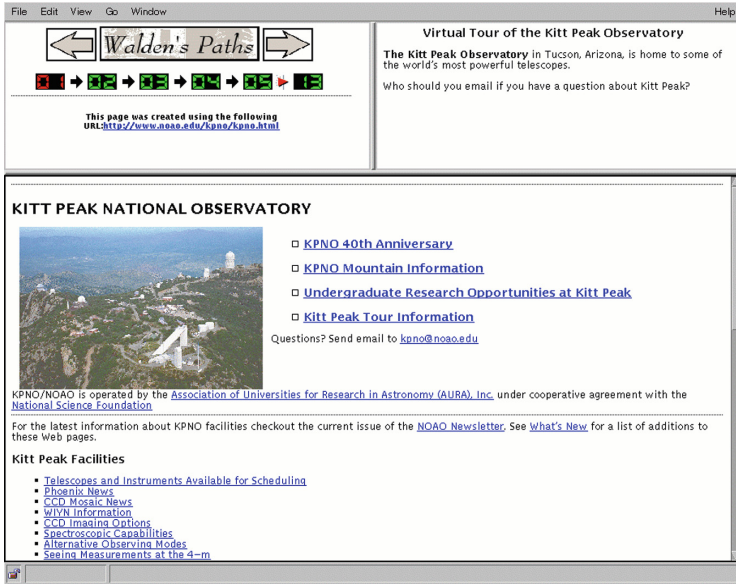 File Edit View Go Window Help
Walden's Paths
01 02 03 04 05 13
This page was created using the following
URL:http://www.noao.edu/kpno/kpno.html
Virtual Tour of the Kitt Peak Observatory
The Kitt Peak Observatory in Tucson, Arizona, is home to some of
the world's most powerful telescopes.
Who should you email if you have a question about Kitt Peak?
KITT PEAK NATIONAL OBSERVATORY
KPNO 40th Anniversary
KPNO Mountain Information
Undergraduate Research Opportunities at Kitt Peak
Kitt Peak Tour Information
Questions? Send email to kpno@noao.edu
KPNO/NOAO is operated by the Association of Universities for Research in Astronomy (AURA), Inc. under cooperative agreement with the
National Science Foundation
For the latest information about KPNO facilities checkout the current issue of the NOAO Newsletter. See What's New for a list of additions to
these Web pages.
Kitt Peak Facilities
Telescopes and Instruments Available for Scheduling
Phoenix News
CCD Mosaic News
WIYN Information
CCD Imaging Options
Spectroscopic Capabilities
Alternative Observing Modes
Seeing Measurements at the 4-m